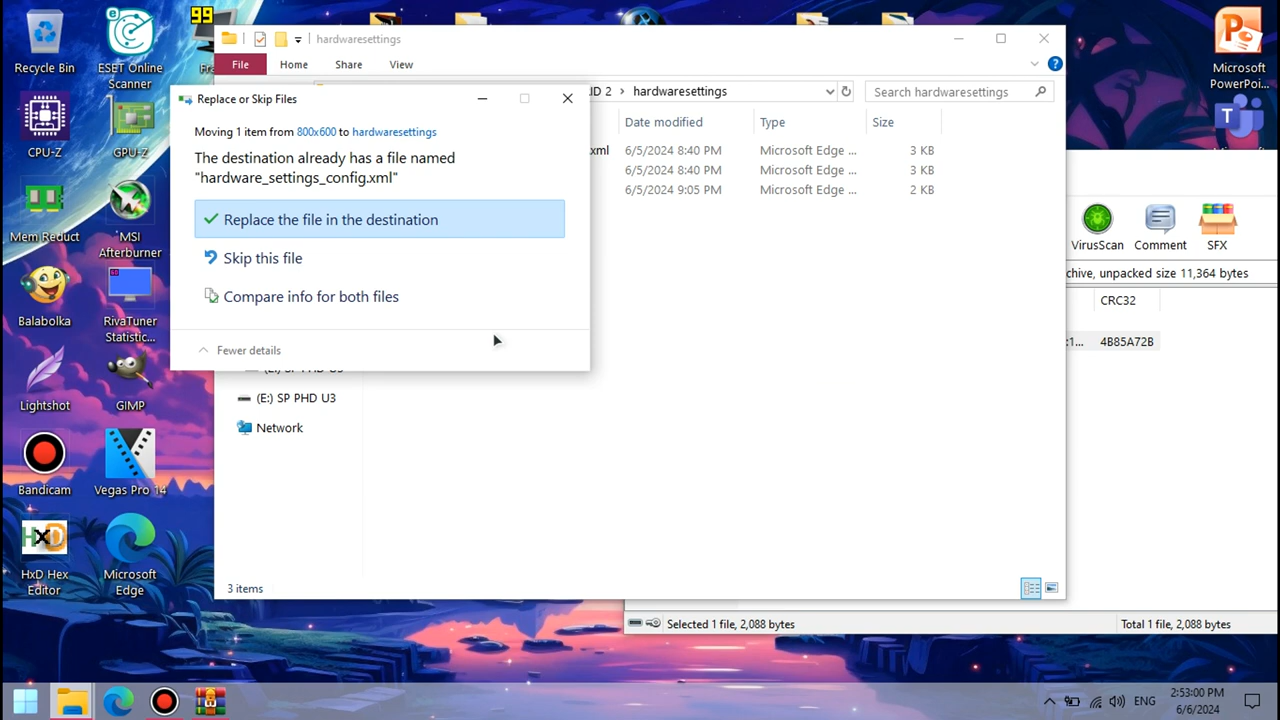 99
Recycle Bin
ESET Online
Scanner
CPU-Z
GPU-Z
Mem Reduct
MSI
Afterburner
Balabolka
RivaTuner
Statistic...
Lightshot
GIMP
Bandicam
Vegas Pro 14
HxD
HxD Hex
Editor
Microsoft
Edge
hardwaresettings
File
Home
Share
View
2
hardwaresettings
Search hardwaresettings
Date modified
Type
Size
xml
6/5/2024 8:40 PM
Microsoft Edge ...
3 KB
6/5/2024 8:40 PM
Microsoft Edge ...
3 KB
6/5/2024 9:05 PM
Microsoft Edge ...
2 KB
Replace or Skip Files
Moving 1 item from 800x600 to hardwaresettings
The destination already has a file named
"hardware_settings_config.xml"
Replace the file in the destination
Skip this file
Compare info for both files
Fewer details
(E:) SP PHD U3
Network
3 items
Microsoft
PowerPoi...
VirusScan
Comment
SFX
chive, unpacked size 11,364 bytes
CRC32
:1...
4B85A72B
Selected 1 file, 2,088 bytes
Total 1 file, 2,088 bytes
ENG
2:53:00 PM
6/6/2024